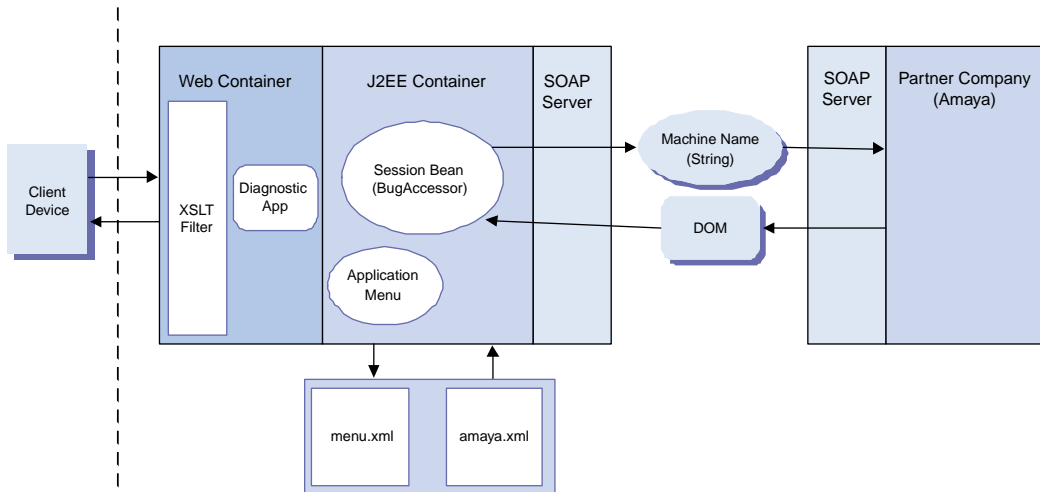 Web Container
J2EE Container
SOAP
Server
SOAP
Server
Partner Company
(Amaya)
Client
Device
XSLT
Filter
Diagnostic
App
Session Bean
(BugAccessor)
Application
Menu
Machine Name
(String)
DOM
menu.xml
amaya.xml